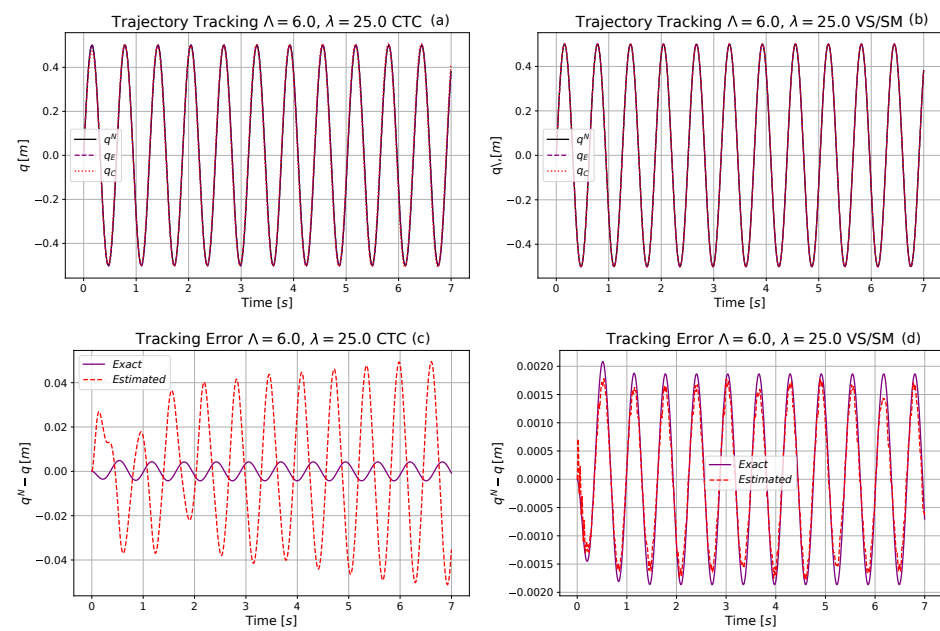 Trajectory Tracking Λ = 6.0, λ = 25.0 CTC (a)
0.4
0.2
0.0
−0.2
−0.4
q [m]
q^N
q_E
q_C
0 1 2 3 4 5 6 7
Time [s]
Trajectory Tracking Λ = 6.0, λ = 25.0 VS/SM (b)
0.4
0.2
0.0
−0.2
−0.4
q\,[m]
q^N
q_E
q_C
0 1 2 3 4 5 6 7
Time [s]
Tracking Error Λ = 6.0, λ = 25.0 CTC (c)
0.04
0.02
0.00
−0.02
−0.04
q^N − q [m]
Exact
Estimated
0 1 2 3 4 5 6 7
Time [s]
Tracking Error Λ = 6.0, λ = 25.0 VS/SM (d)
0.0020
0.0015
0.0010
0.0005
0.0000
−0.0005
−0.0010
−0.0015
−0.0020
q^N − q [m]
Exact
Estimated
0 1 2 3 4 5 6 7
Time [s]